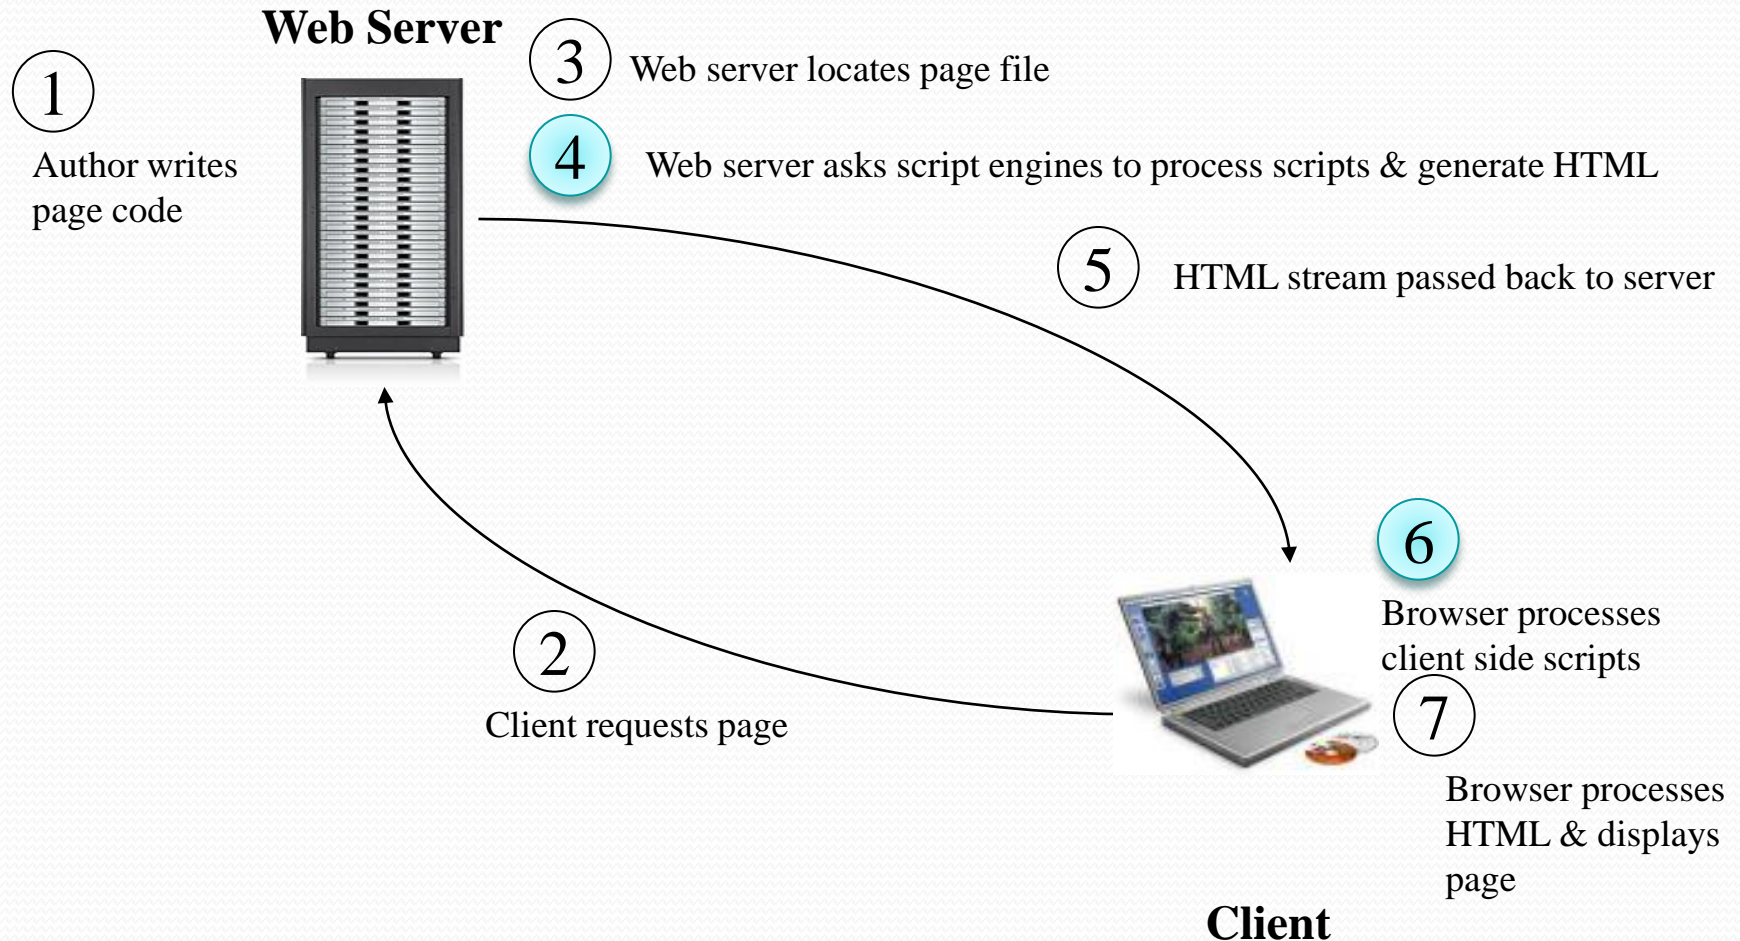 Web Server
1
Author writes
page code
3
Web server locates page file
4
Web server asks script engines to process scripts & generate HTML
5
HTML stream passed back to server
2
Client requests page
6
Browser processes
client side scripts
7
Browser processes
HTML & displays
page
Client